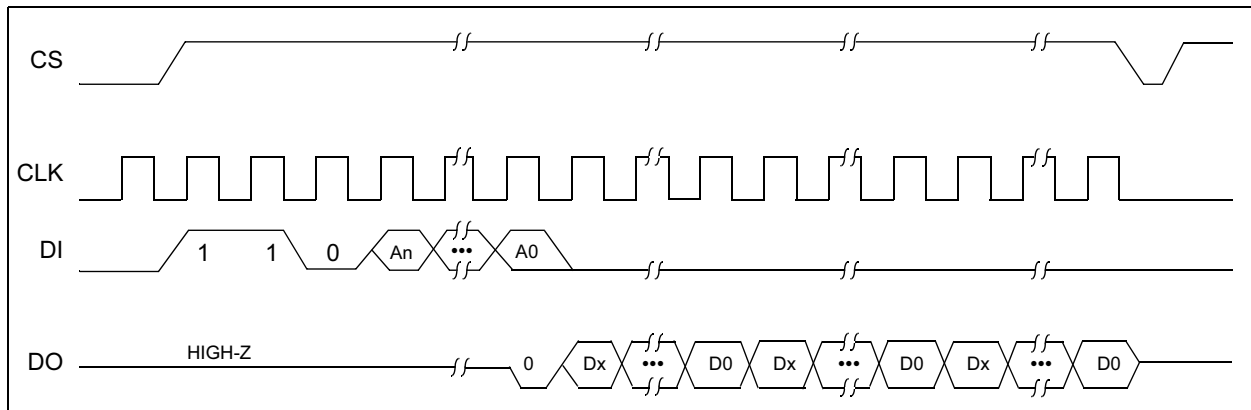 CS
CLK
DI 1 1 0 An ••• A0
DO HIGH-Z 0 Dx ••• D0 Dx ••• D0 Dx ••• D0